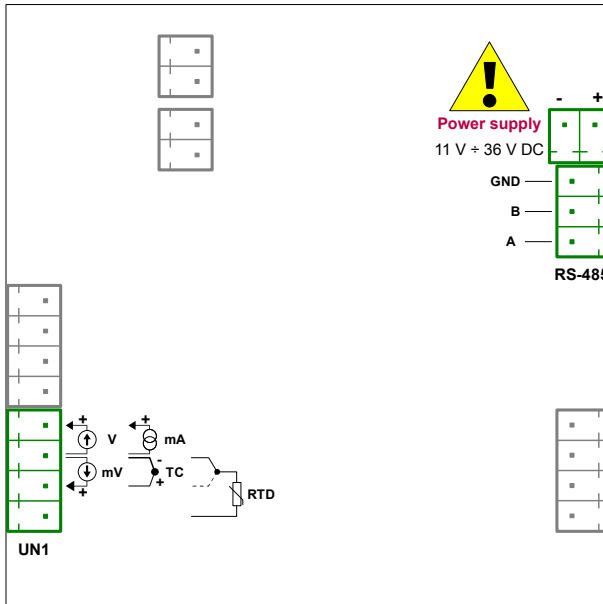 - +
Power supply
11 V ÷ 36 V DC
GND
B
A
RS-485
+ +
V mA
-
mV TC
+ +
RTD
UN1